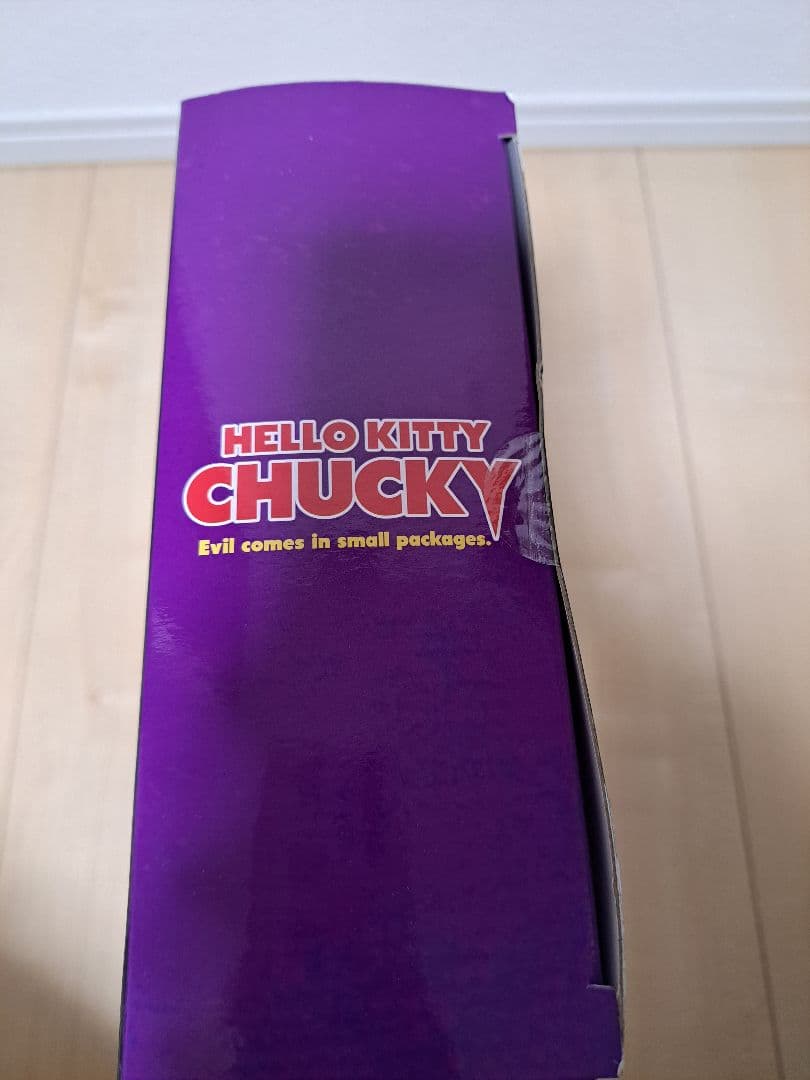 HELLO KITTY
CHUCKY
Evil comes in small packages.